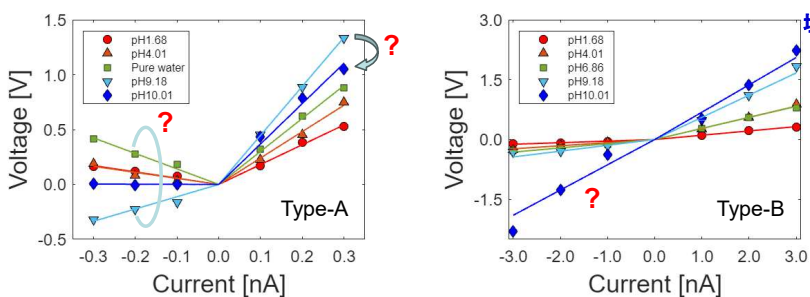 1.5
1.0
0.5
0.0
-0.5
Voltage [V]
pH1.68
pH4.01
Pure water
pH9.18
pH10.01
?
?
Type-A
-0.3 -0.2 -0.1 0.0 0.1 0.2 0.3
Current [nA]
3.0
1.5
0.0
-1.5
Voltage [V]
pH1.68
pH4.01
pH6.86
pH9.18
pH10.01
?
Type-B
-3.0 -2.0 -1.0 0.0 1.0 2.0 3.0
Current [nA]